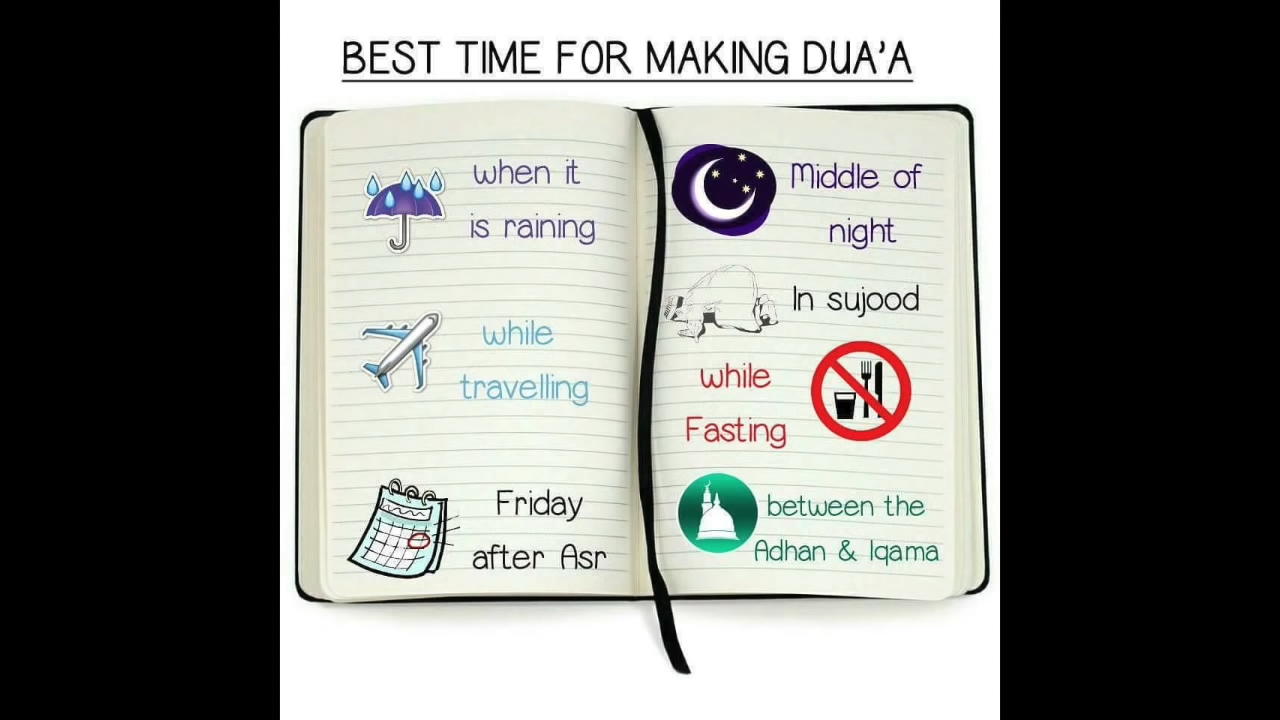 BEST TIME FOR MAKING DUA'A
when it
is raining
while
travelling
Friday
after Asr
Middle of
night
In sujood
while
Fasting
between the
Adhan & Iqama